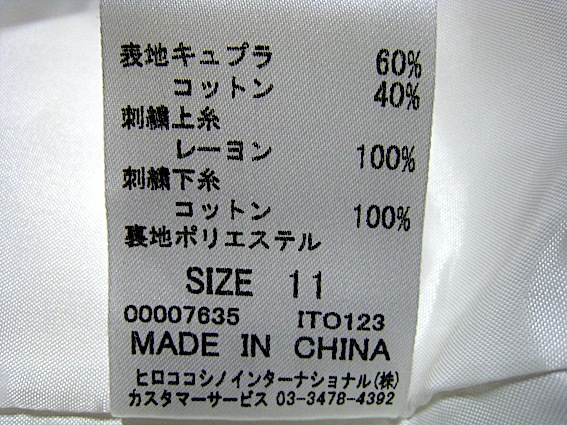 表地キュプラ 60%
コットン 40%
刺繍上糸
レーヨン 100%
刺繍下糸
コットン 100%
裏地ポリエステル
SIZE 11
00007635 ITO123
MADE IN CHINA
ヒロココシノインターナショナル(株)
カスタマーサービス 03-3478-4392